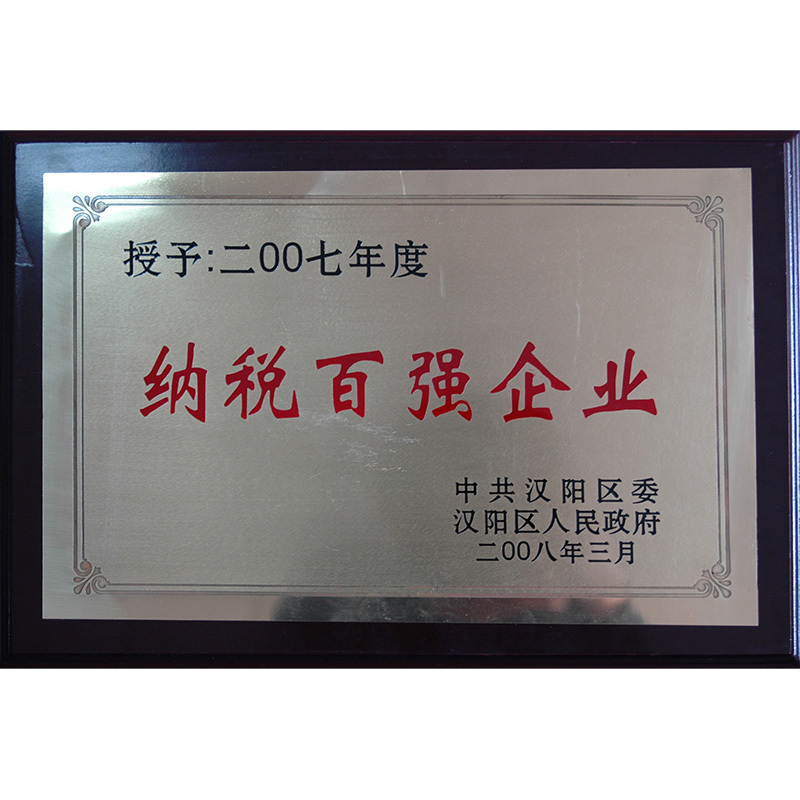 授予:二00七年度
纳税百强企业
中共汉阳区委
汉阳区人民政府
二00八年三月